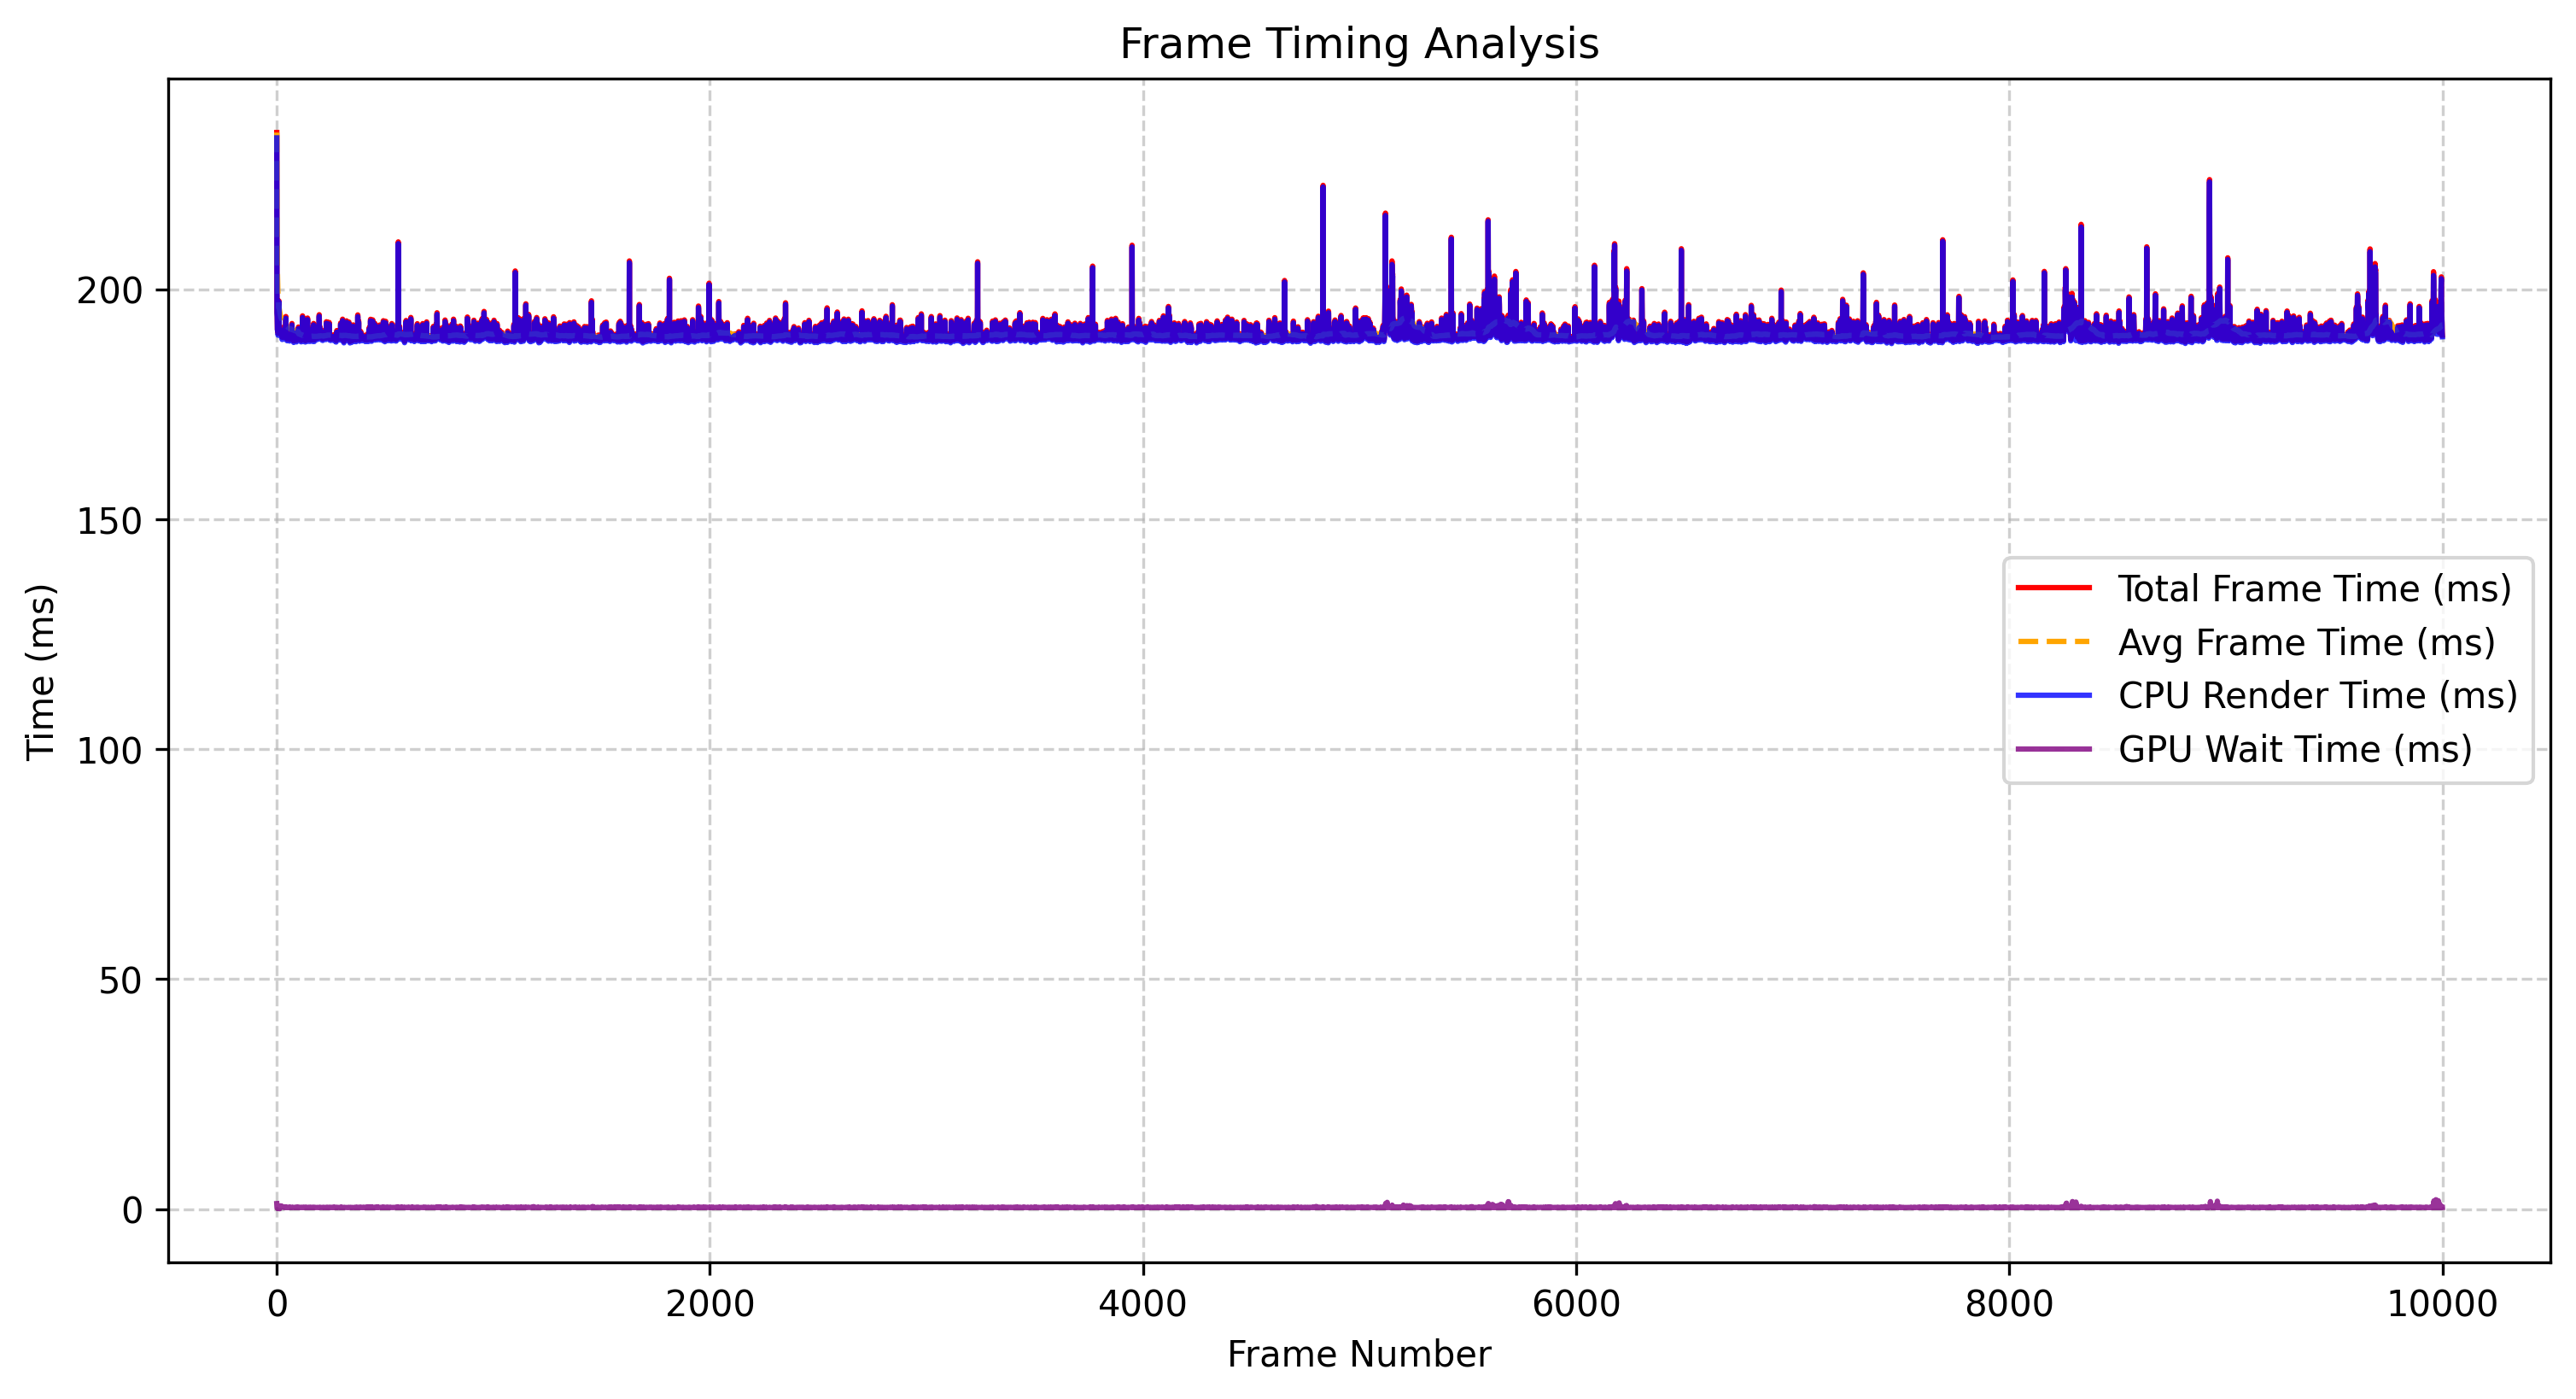 Frame Timing Analysis
Time (ms)
200
150
100
50
0
Total Frame Time (ms)
Avg Frame Time (ms)
CPU Render Time (ms)
GPU Wait Time (ms)
0 2000 4000 6000 8000 10000
Frame Number